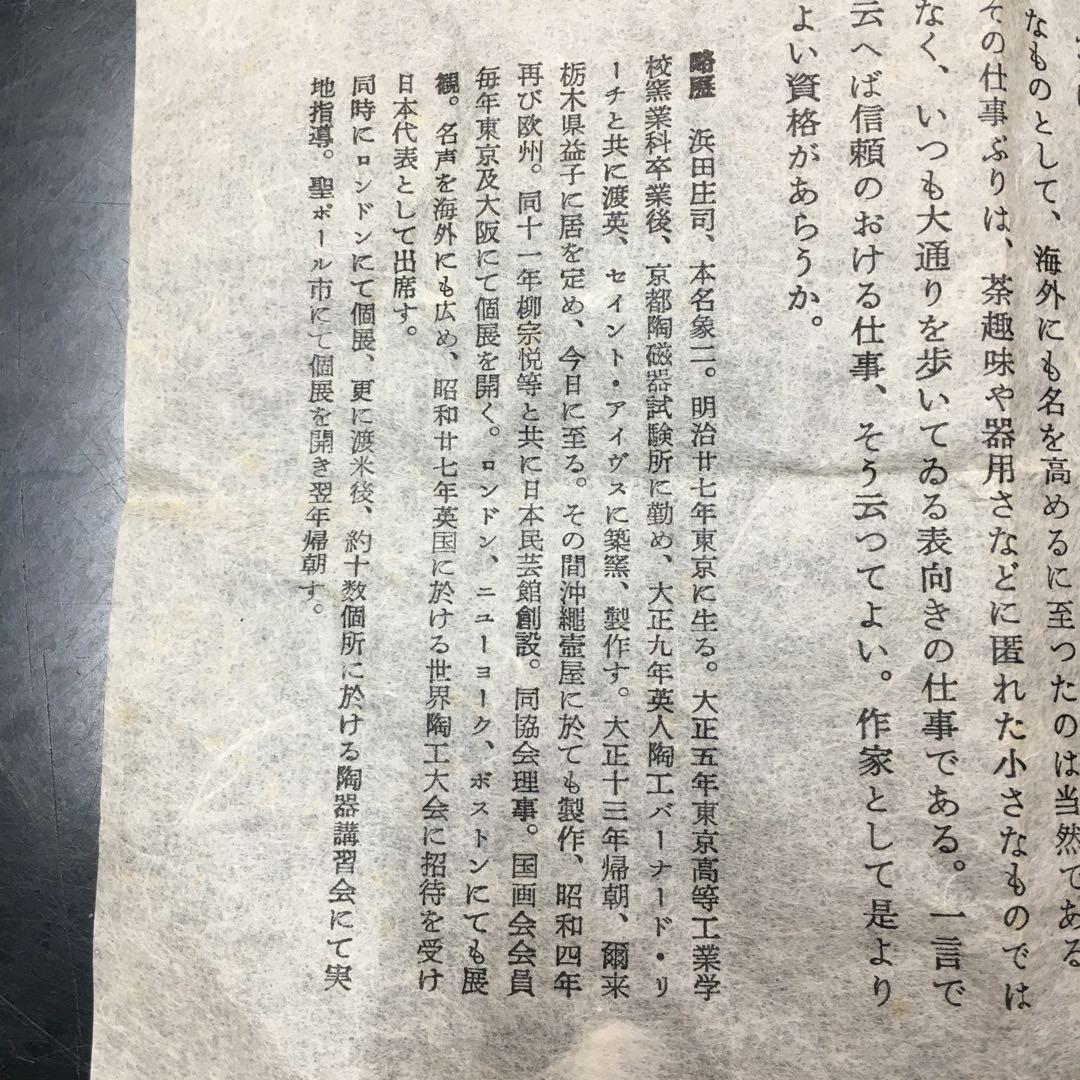 なものとして、海外にも名を高めるに至つたのは当然である
その仕事ぶりは、茶趣味や器用さなどに匿れた小さなものでは
なく、いつも大通りを歩いてゐる表向きの仕事である。一言で
云へば信頼のおける仕事、そう云つてよい。作家として是より
よい資格があらうか。
略歴　浜田庄司、本名象二。明治廿七年東京に生る。大正五年東京高等工業学
校窯業科卒業後、京都陶磁器試験所に勤め、大正九年英人陶工バーナード・リ
ーチと共に渡英、セイント・アイヴスに築窯、製作す。大正十三年帰朝、爾来
栃木県益子に居を定め、今日に至る。その間沖縄壺屋に於ても製作、昭和四年
再び欧州。同十一年柳宗悦等と共に日本民芸館創設。同協会理事。国画会会員
毎年東京及大阪にて個展を開く。ロンドン、ニユーヨーク、ボストンにても展
観。名声を海外にも広め、昭和廿七年英国に於ける世界陶工大会に招待を受け
日本代表として出席す。
同時にロンドンにて個展、更に渡米後、約十数個所に於ける陶器講習会にて実
地指導。聖ポール市にて個展を開き翌年帰朝す。